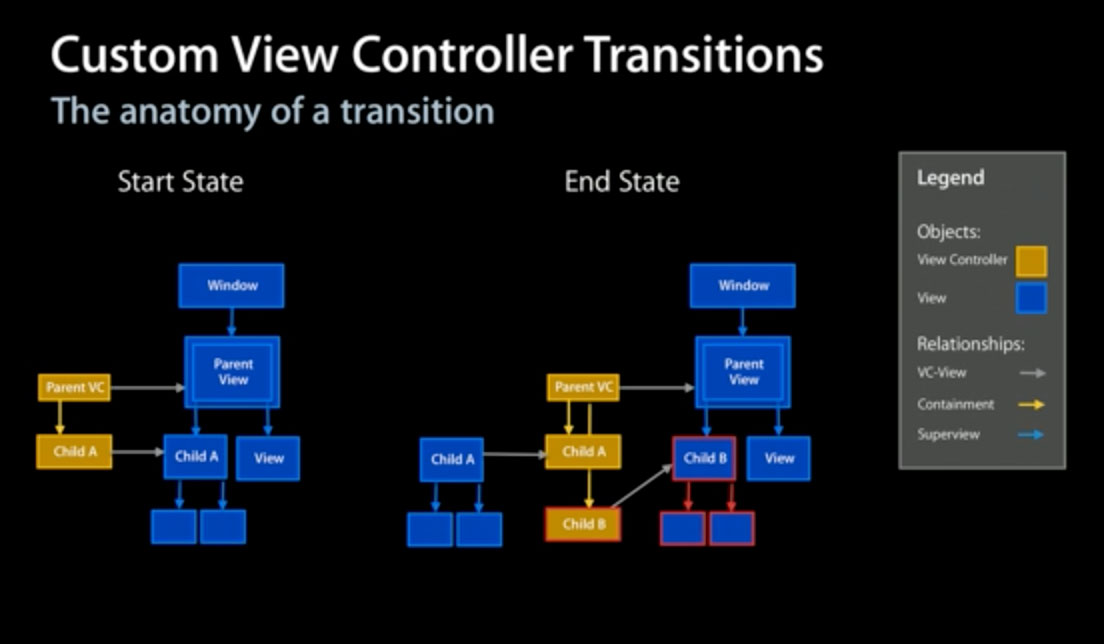 Custom View Controller Transitions
The anatomy of a transition
Start State
Window
Parent
View
Parent VC
Child A
Child A
View
End State
Window
Parent
View
Parent VC
Child A
Child A
Child B
View
Child B
Legend
Objects:
View Controller
View
Relationships:
VC-View
Containment
Superview